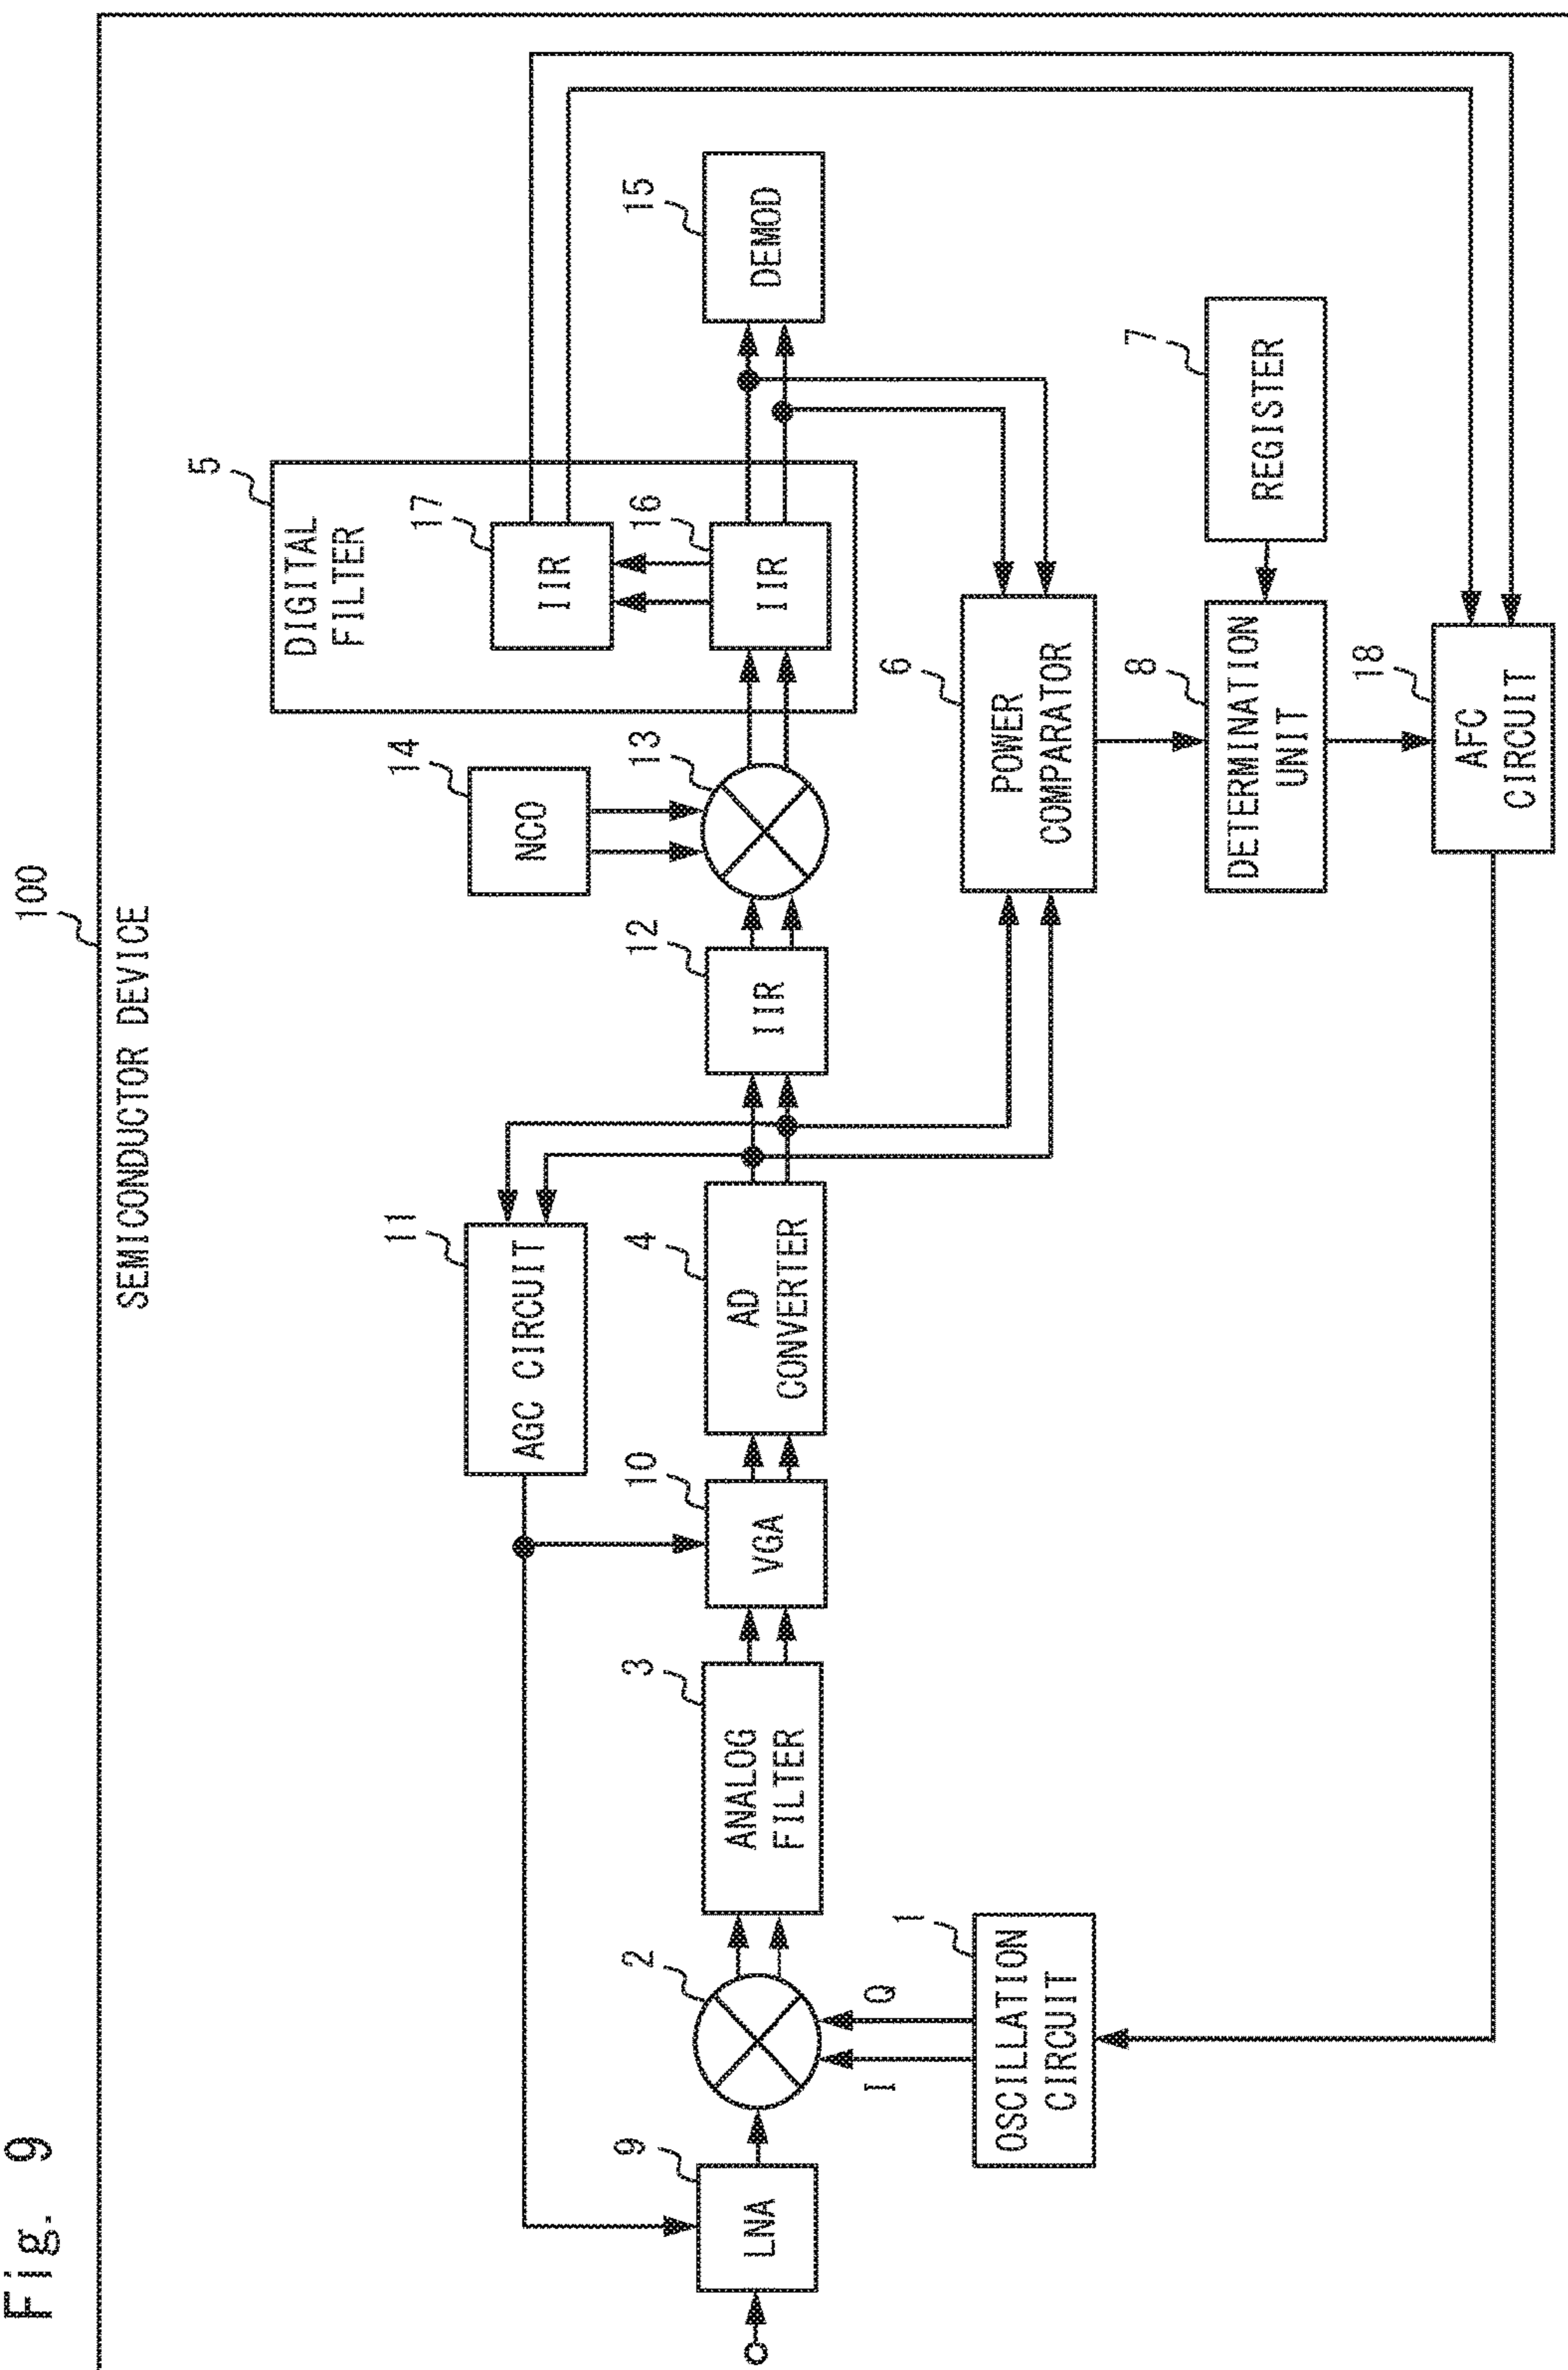 Fig. 9
100
SEMICONDUCTOR DEVICE
11
AGC CIRCUIT
14
NCO
5
DIGITAL
FILTER
17
IIR
16
IIR
9
LNA
2
3
ANALOG
FILTER
10
VGA
4
AD
CONVERTER
12
IIR
13
15
DEMOD
I
Q
1
OSCILLATION
CIRCUIT
6
POWER
COMPARATOR
8
DETERMINATION
UNIT
7
REGISTER
18
AFC
CIRCUIT